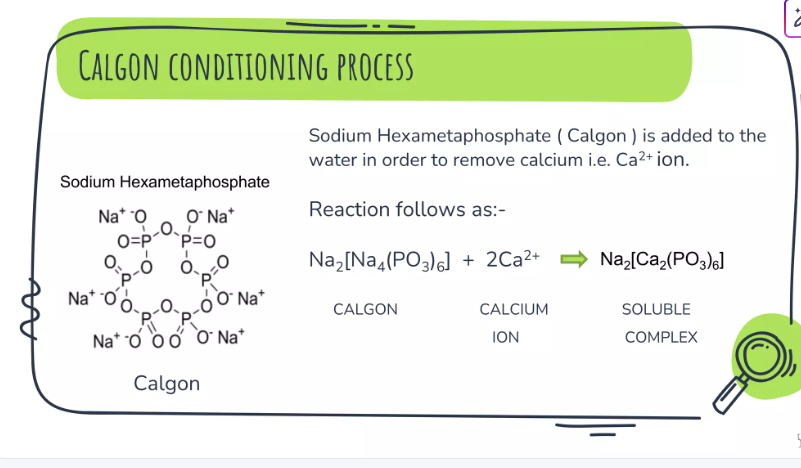 CALGON CONDITIONING PROCESS
Sodium Hexametaphosphate ( Calgon ) is added to the
water in order to remove calcium i.e. Ca²⁺ ion.
Sodium Hexametaphosphate
Na⁺ ⁻O O⁻ Na⁺
O
O=P P=O
O O O O
P P
Na⁺ ⁻O O O O O⁻ Na⁺
P P
Na⁺ ⁻O O O O⁻ Na⁺
Calgon
Reaction follows as:-
Na₂[Na₄(PO₃)₆] + 2Ca²⁺ ⇒ Na₂[Ca₂(PO₃)₆]
CALGON CALCIUM SOLUBLE
ION COMPLEX